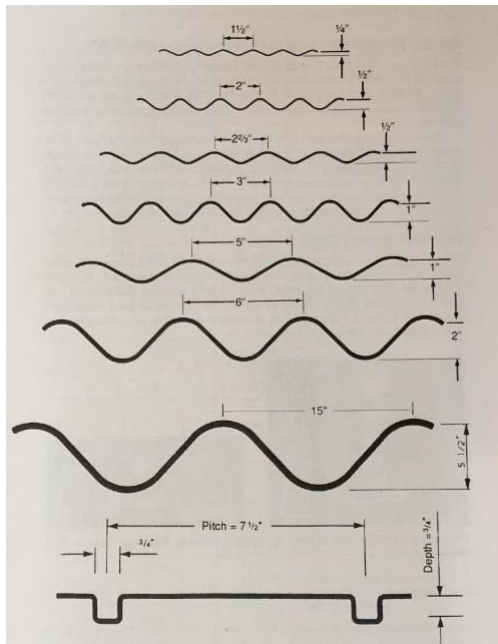 1½" ¼"
2" ½"
2⅔" ½"
3" 1"
5" 1"
6" 2"
15" 5 1/2"
Pitch = 7 1/2"
3/4" Depth = 3/4"